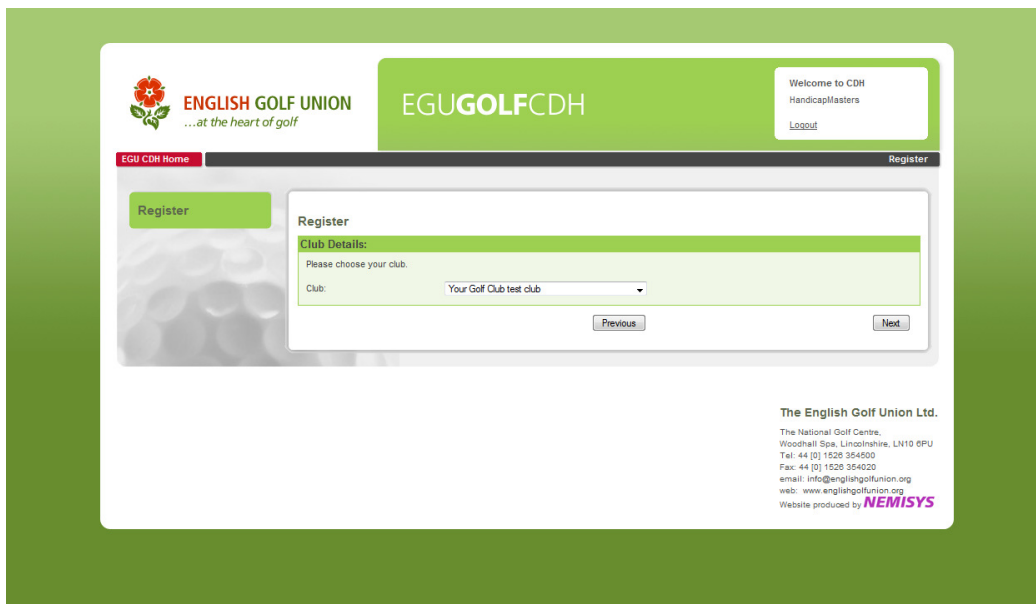 ENGLISH GOLF UNION
...at the heart of golf
EGUGOLFCDH
Welcome to CDH
HandicapMasters
Logout
EGU CDH Home
Register
Register
Register
Club Details:
Please choose your club.
Club:
Your Golf Club test club
Previous
Next
The English Golf Union Ltd.
The National Golf Centre,
Woodhall Spa, Lincolnshire, LN10 6PU
Tel: 44 [0] 1526 354500
Fax: 44 [0] 1526 354020
email: info@englishgolfunion.org
web: www.englishgolfunion.org
Website produced by NEMISYS